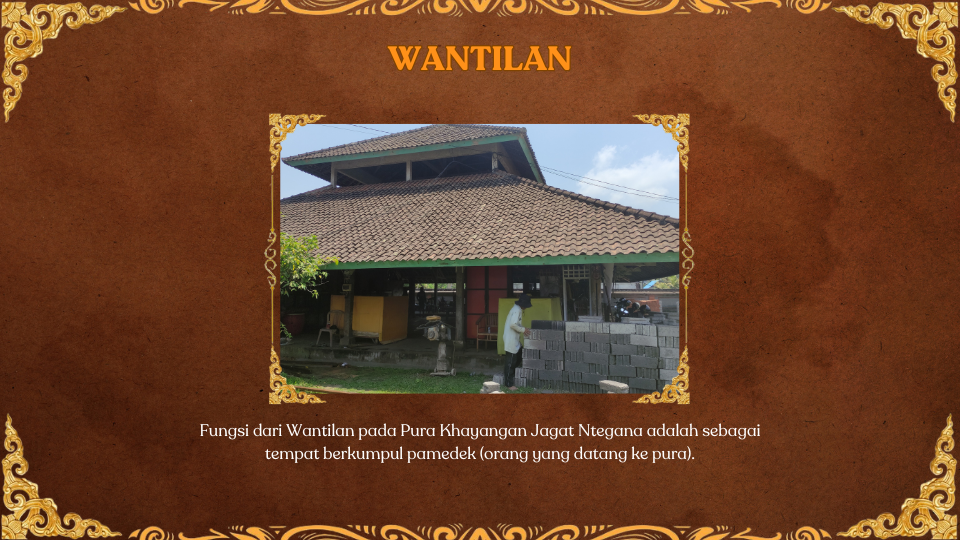 WANTILAN
Fungsi dari Wantilan pada Pura Khayangan Jagat Ntegana adalah sebagai
tempat berkumpul pamedek (orang yang datang ke pura).